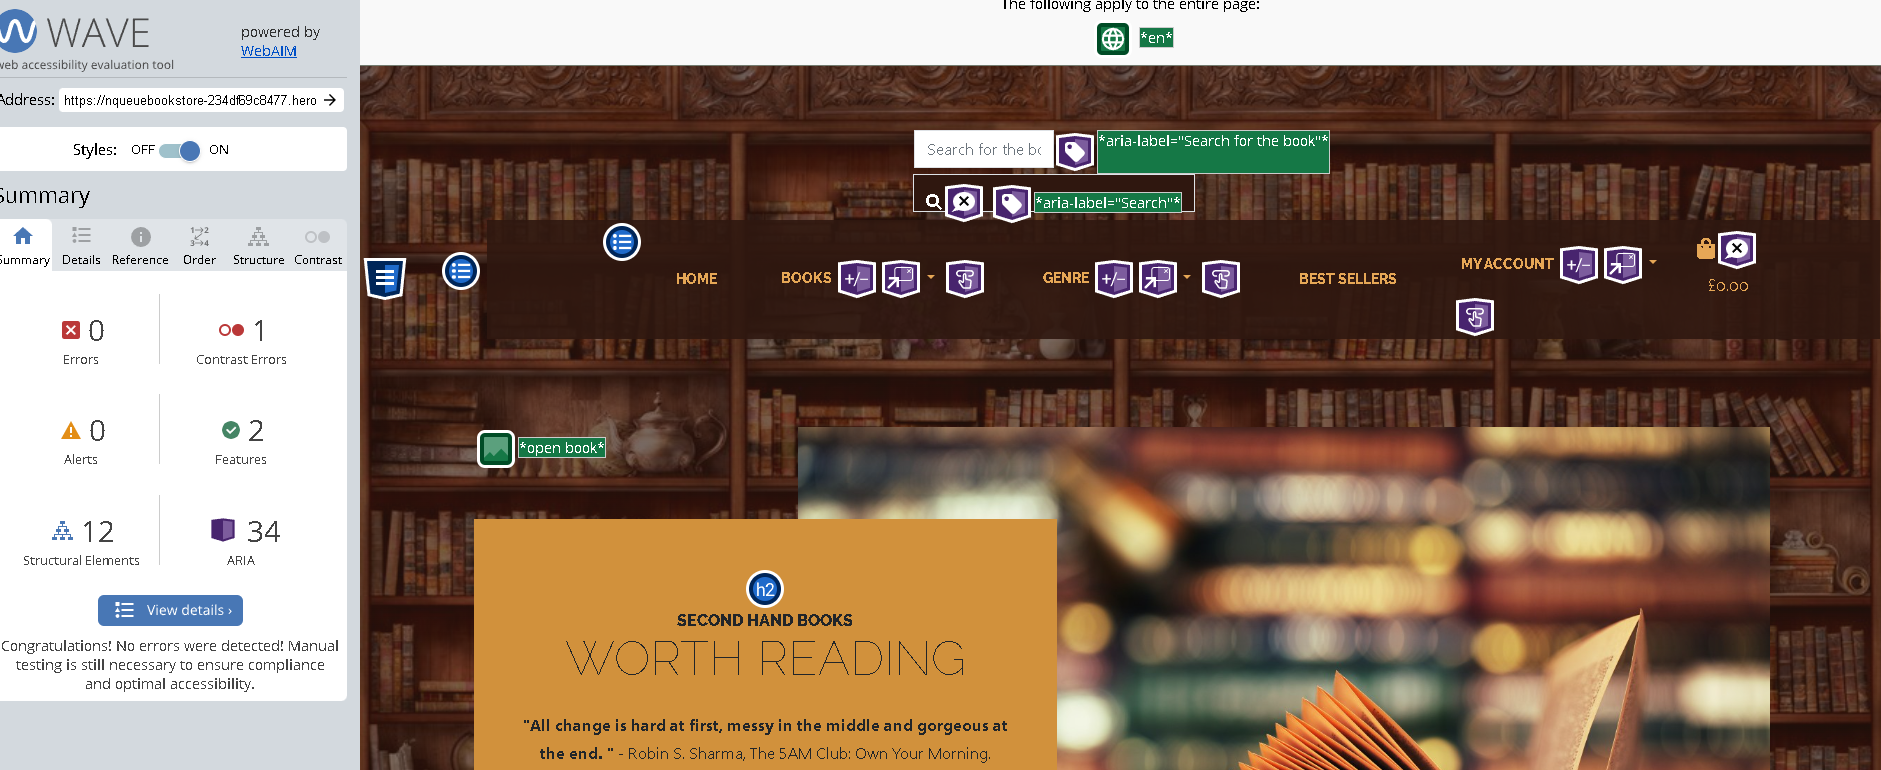 WAVE
powered by
WebAIM
web accessibility evaluation tool
Address: https://nqueuebookstore-234df69c8477.hero
Styles: OFF ON
Summary
Summary Details Reference Order Structure Contrast
0 1
Errors Contrast Errors
0 2
Alerts Features
12 34
Structural Elements ARIA
View details ›
Congratulations! No errors were detected! Manual
testing is still necessary to ensure compliance
and optimal accessibility.
The following apply to the entire page:
*en*
Search for the bo
*aria-label="Search for the book"*
*aria-label="Search"*
HOME BOOKS +/− GENRE +/− BEST SELLERS MY ACCOUNT +/−
£0.00
*open book*
h2
SECOND HAND BOOKS
WORTH READING
"All change is hard at first, messy in the middle and gorgeous at
the end. " - Robin S. Sharma, The 5AM Club: Own Your Morning.